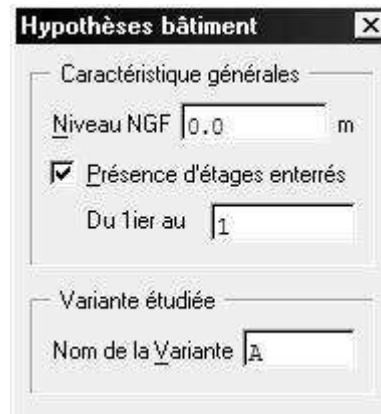 Hypothèses bâtiment
Caractéristique générales
Niveau NGF 0.0 m
Présence d'étages enterrés
Du 1ier au 1
Variante étudiée
Nom de la Variante A